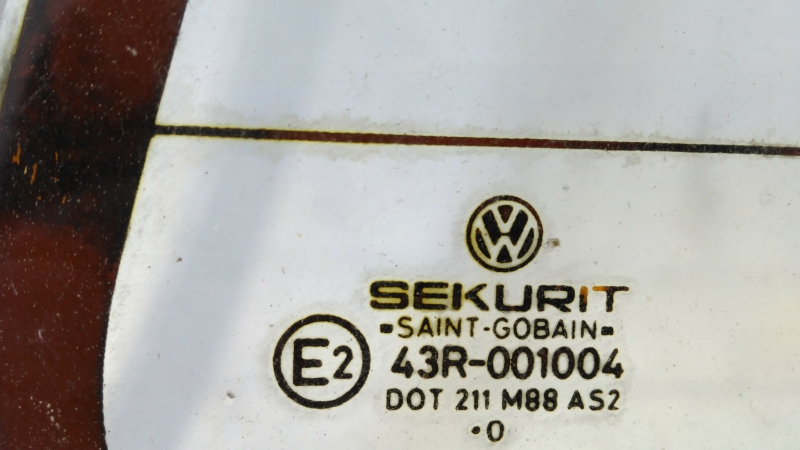 SEKURIT
SAINT-GOBAIN
E2 43R-001004
DOT 211 M88 AS2
·0